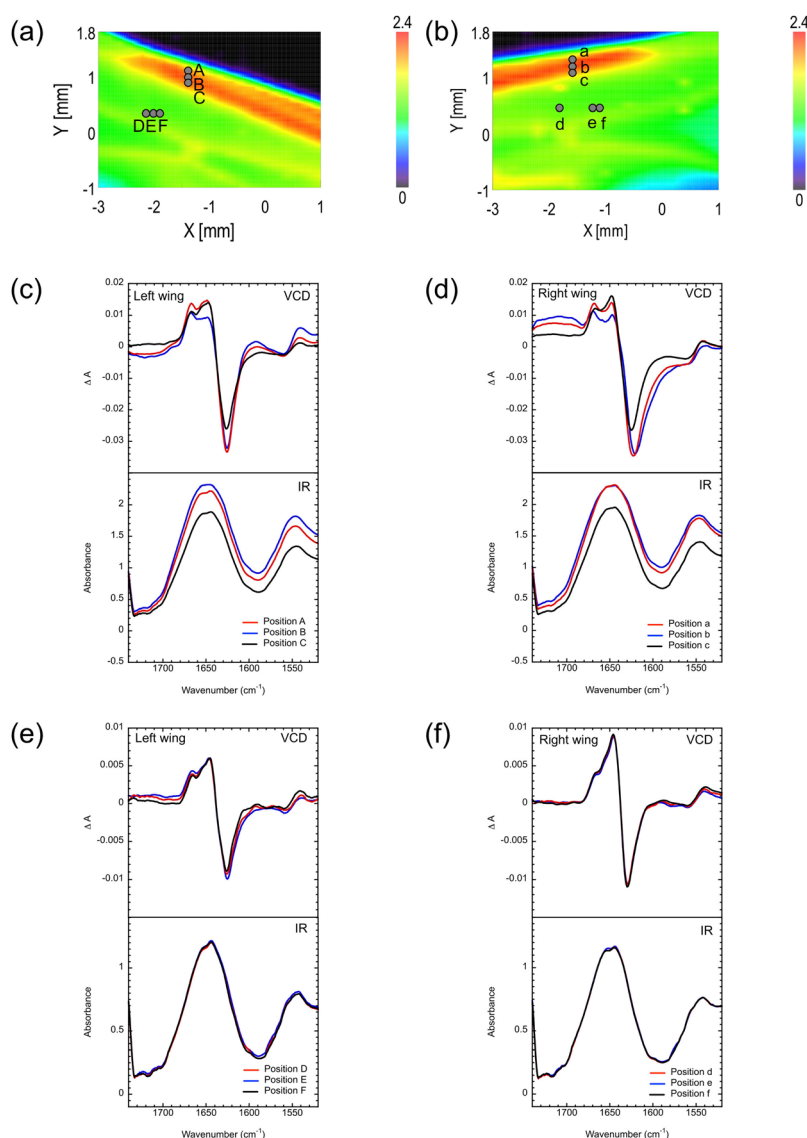 (a)
1.8
1
0
-1
Y [mm]
-3
-2
-1
0
1
X [mm]
A
B
C
DEF
2.4
0
(b)
1.8
1
0
-1
Y [mm]
-3
-2
-1
0
1
X [mm]
a
b
c
d
e
f
2.4
0
(c)
Left wing
VCD
0.02
0.01
0
-0.01
-0.02
-0.03
Δ A
IR
2
1.5
1
0.5
0
-0.5
Absorbance
Position A
Position B
Position C
1700
1650
1600
1550
Wavenumber (cm-1)
(d)
Right wing
VCD
0.02
0.01
0
-0.01
-0.02
-0.03
Δ A
IR
2
1.5
1
0.5
0
-0.5
Absorbance
Position a
Position b
Position c
1700
1650
1600
1550
Wavenumber (cm-1)
(e)
Left wing
VCD
0.01
0.005
0
-0.005
-0.01
Δ A
IR
1
0.5
0
Absorbance
Position D
Position E
Position F
1700
1650
1600
1550
Wavenumber (cm-1)
(f)
Right wing
VCD
0.01
0.005
0
-0.005
-0.01
Δ A
IR
1
0.5
0
Absorbance
Position d
Position e
Position f
1700
1650
1600
1550
Wavenumber (cm-1)